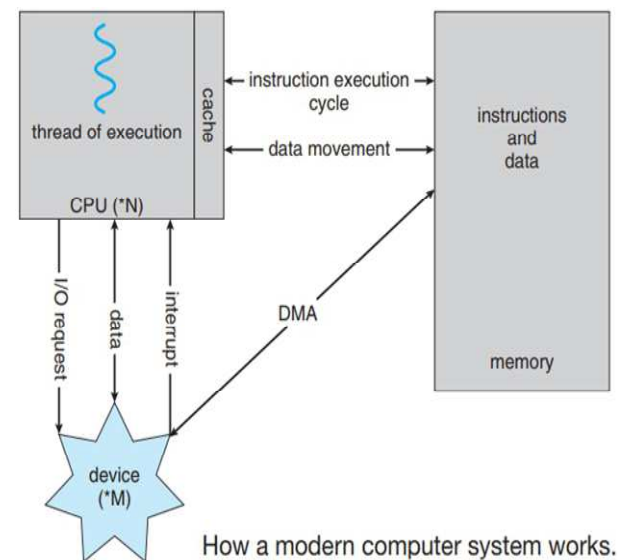 thread of execution
cache
CPU (*N)
instruction execution
cycle
data movement
instructions
and
data
memory
I/O request
data
interrupt
DMA
device
(*M)
How a modern computer system works.